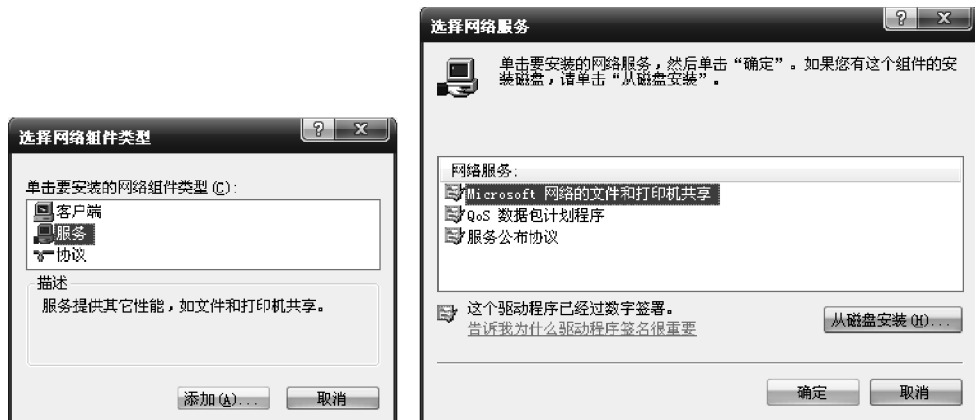 选择网络组件类型
单击要安装的网络组件类型(C):
客户端
服务
协议
描述
服务提供其它性能，如文件和打印机共享。
添加(A)...
取消
选择网络服务
单击要安装的网络服务，然后单击“确定”。如果您有这个组件的安
装磁盘，请单击“从磁盘安装”。
网络服务:
Microsoft 网络的文件和打印机共享
QoS 数据包计划程序
服务公布协议
这个驱动程序已经过数字签署。
告诉我为什么驱动程序签名很重要
从磁盘安装(H)...
确定
取消